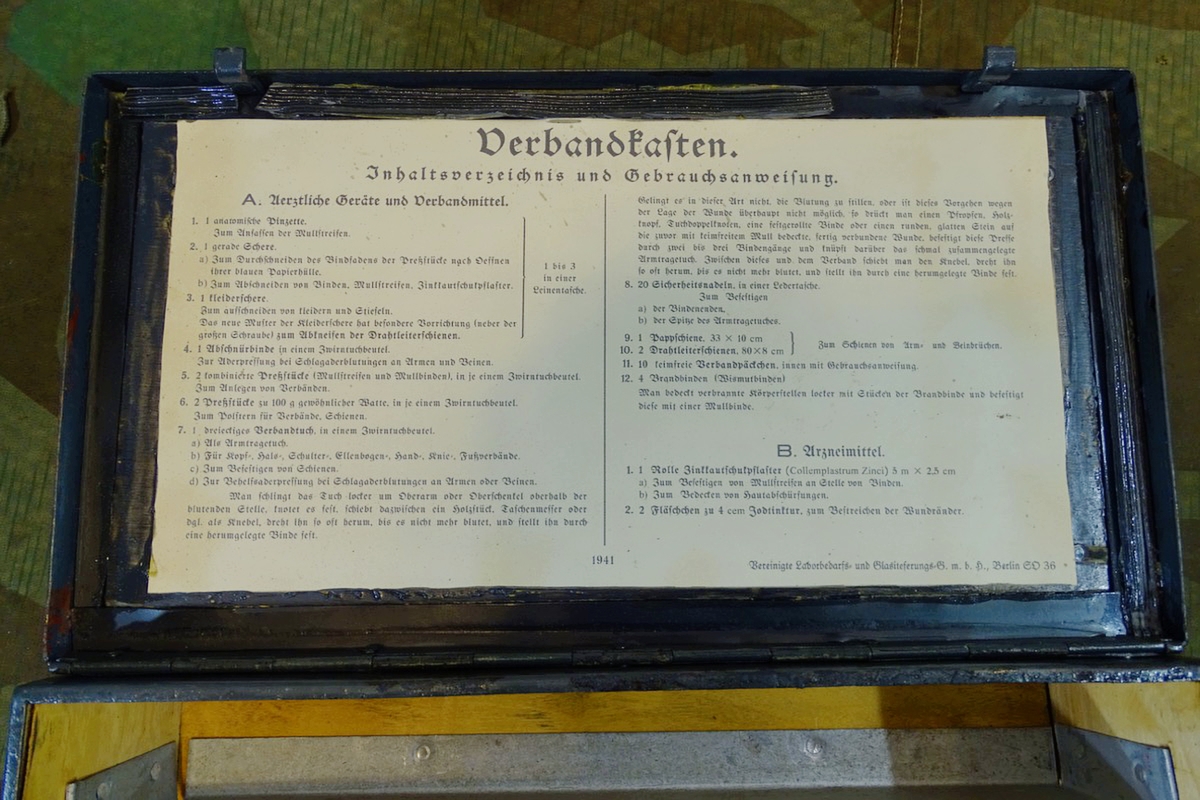 Verbandkasten.
Inhaltsverzeichnis und Gebrauchsanweisung.
A. Aerztliche Geräte und Verbandmittel.
1. 1 anatomische Pinzette.
Zum Anfassen der Mullstreifen.
2. 1 gerade Schere.
a) Zum Durchschneiden des Bindfadens der Preßstücke nach Oeffnen
ihrer blauen Papierhülle.
b) Zum Abschneiden von Binden, Mullstreifen, Zinkkautschukpflaster.
3. 1 Kleiderschere.
Zum aufschneiden von Kleidern und Stiefeln.
Das neue Muster der Kleiderschere hat besondere Vorrichtung (neber der
großen Schraube) zum Abkneifen der Drahtleiterschienen.
1 bis 3
in einer
Leinentasche.
4. 1 Abschnürbinde in einem Zwirntuchbeutel.
Zur Aderpressung bei Schlagaderblutungen an Armen und Beinen.
5. 2 kombinierte Preßstücke (Mullstreifen und Mullbinden), in je einem Zwirntuchbeutel.
Zum Anlegen von Verbänden.
6. 2 Preßstücke zu 100 g gewöhnlicher Watte, in je einem Zwirntuchbeutel.
Zum Polstern für Verbände, Schienen.
7. 1 dreieckiges Verbandtuch, in einem Zwirntuchbeutel.
a) Als Armtragetuch.
b) Für Kopf-, Hals-, Schulter-, Ellenbogen-, Hand-, Knie-, Fußverbände.
c) Zum Befestigen von Schienen.
d) Zur Behelfsaderpressung bei Schlagaderblutungen an Armen oder Beinen.
Man schlingt das Tuch locker um Oberarm oder Oberschenkel oberhalb der
blutenden Stelle, knotet es fest, schiebt dazwischen ein Holzstück, Taschenmesser oder
dgl. als Knebel, dreht ihn so oft herum, bis es nicht mehr blutet, und stellt ihn durch
eine herumgelegte Binde fest.
Gelingt es in dieser Art nicht, die Blutung zu stillen, oder ist dieses Vorgehen wegen
der Lage der Wunde überhaupt nicht möglich, so drückt man einen Pfropfen, Holz-
knopf, Tuchdoppelknoten, eine festgerollte Binde oder einen runden, glatten Stein auf
die zuvor mit keimfreiem Mull bedeckte, fertig verbundene Wunde, befestigt diese Presse
durch zwei bis drei Bindengänge und knüpft darüber das schmal zusammengelegte
Armtragetuch. Zwischen dieses und dem Verband schiebt man den Knebel, dreht ihn
so oft herum, bis es nicht mehr blutet, und stellt ihn durch eine herumgelegte Binde fest.
8. 20 Sicherheitsnadeln, in einer Ledertasche.
Zum Befestigen
a) der Bindenenden,
b) der Spitze des Armtragetuches.
9. 1 Pappschiene, 33 × 10 cm
10. 2 Drahtleiterschienen, 80×8 cm
Zum Schienen von Arm- und Beinbrüchen.
11. 10 keimfreie Verbandpäckchen, innen mit Gebrauchsanweisung.
12. 4 Brandbinden (Wismutbinden)
Man bedeckt verbrannte Körperstellen locker mit Stücken der Brandbinde und befestigt
diese mit einer Mullbinde.
B. Arzneimittel.
1. 1 Rolle Zinkkautschukpflaster (Collemplastrum Zinci) 5 m × 2,5 cm
a) Zum Befestigen von Mullstreifen an Stelle von Binden.
b) Zum Bedecken von Hautabschürfungen.
2. 2 Fläschchen zu 4 ccm Jodtinktur, zum Bestreichen der Wundränder.
1941
Vereinigte Laborbedarfs- und Glaslieferungs-G. m. b. H., Berlin SO 36